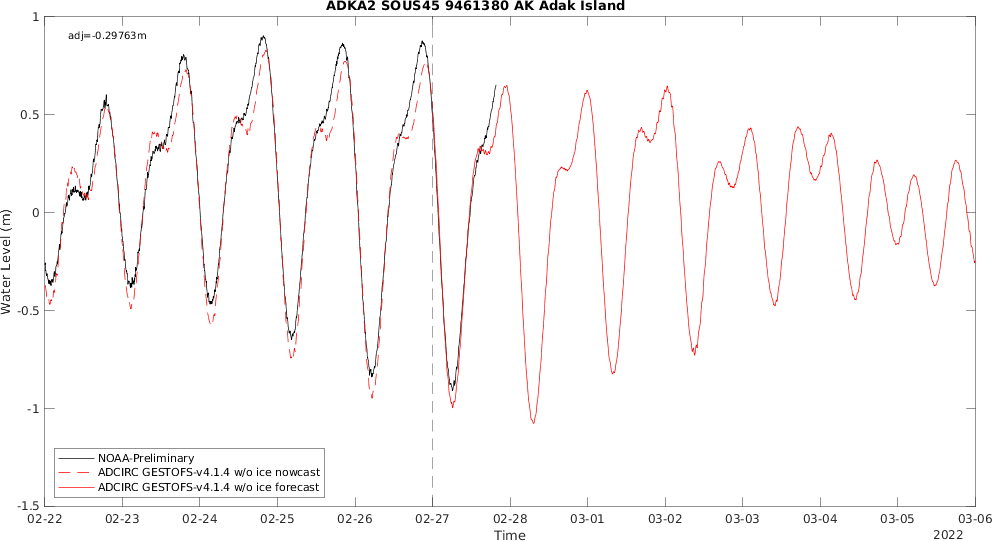 ADKA2 SOUS45 9461380 AK Adak Island
adj=-0.29763m
1
0.5
0
-0.5
-1
-1.5
Water Level (m)
NOAA-Preliminary
ADCIRC GESTOFS-v4.1.4 w/o ice nowcast
ADCIRC GESTOFS-v4.1.4 w/o ice forecast
02-22 02-23 02-24 02-25 02-26 02-27 02-28 03-01 03-02 03-03 03-04 03-05 03-06
Time
2022